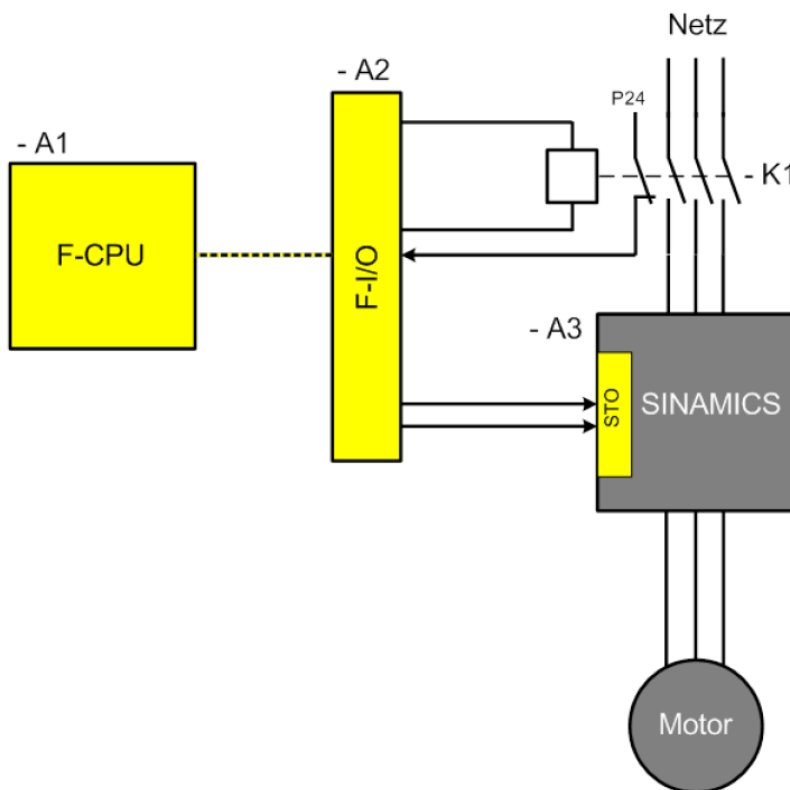 Netz
- A2
P24
- A1
- K1
F-CPU
F-I/O
- A3
STO
SINAMICS
Motor